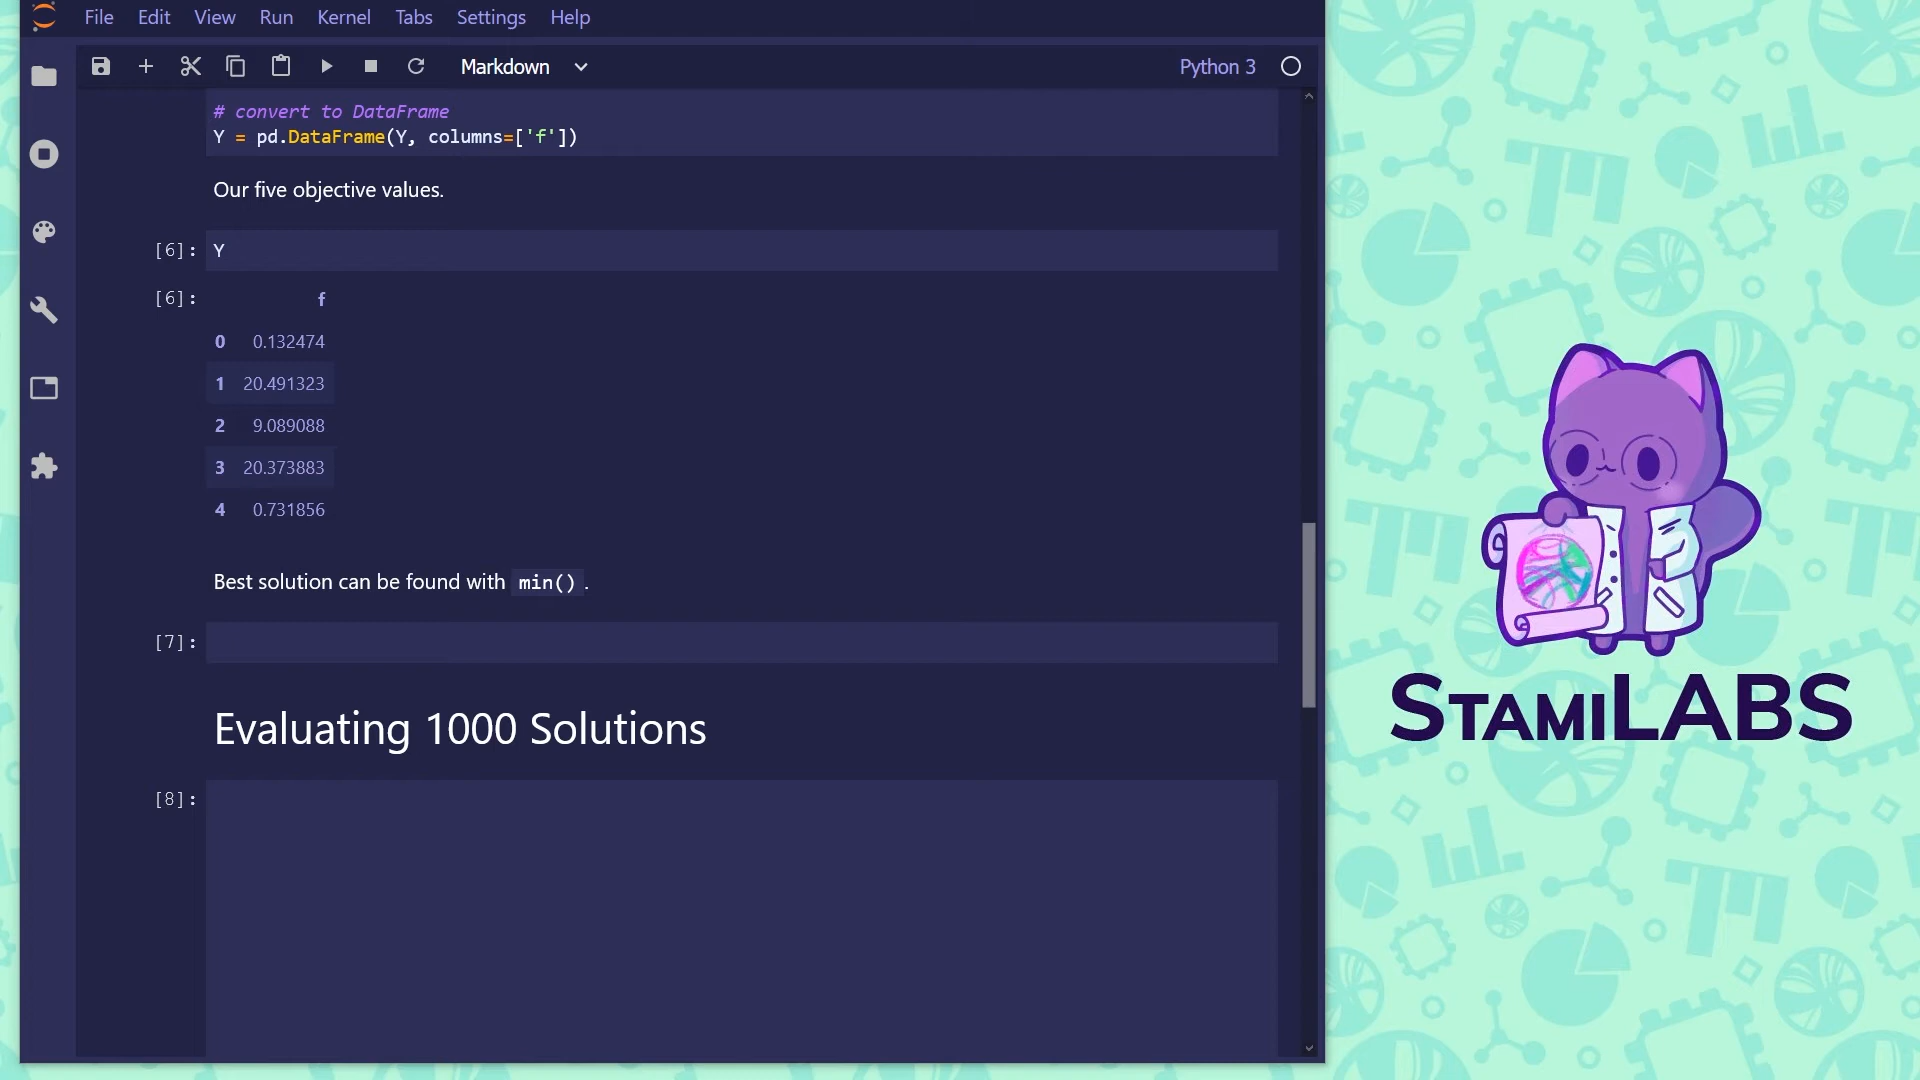 File Edit View Run Kernel Tabs Settings Help
Markdown Python 3
# convert to DataFrame
Y = pd.DataFrame(Y, columns=['f'])
Our five objective values.
[6]: Y
[6]: f
0 0.132474
1 20.491323
2 9.089088
3 20.373883
4 0.731856
Best solution can be found with min().
[7]:
Evaluating 1000 Solutions
[8]:
STAMILABS